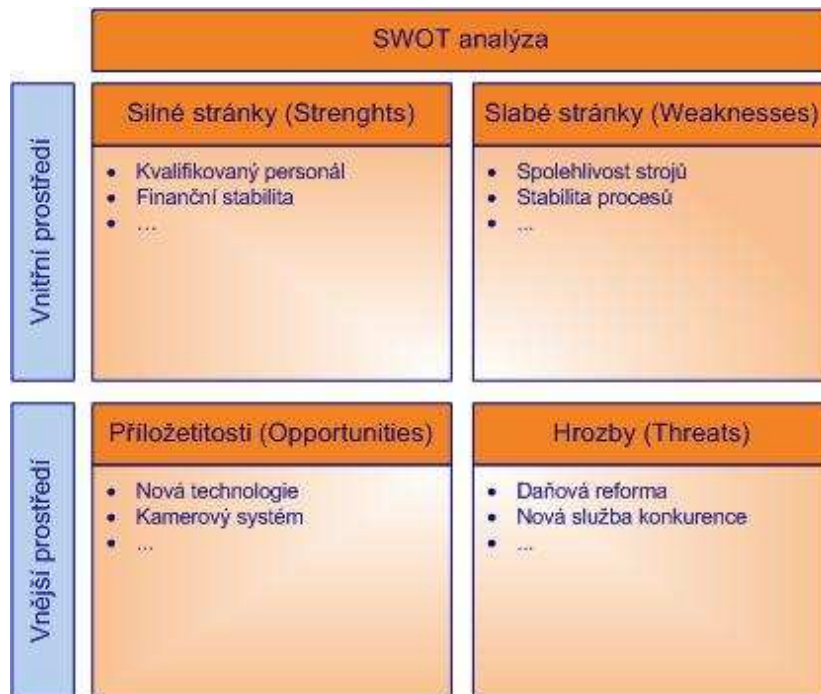 SWOT analýza
Vnitřní prostředí
Silné stránky (Strenghts)
• Kvalifikovaný personál
• Finanční stabilita
• ...
Slabé stránky (Weaknesses)
• Spolehlivost strojů
• Stabilita procesů
• ...
Vnější prostředí
Příložetitosti (Opportunities)
• Nová technologie
• Kamerový systém
• ...
Hrozby (Threats)
• Daňová reforma
• Nová služba konkurence
• ...